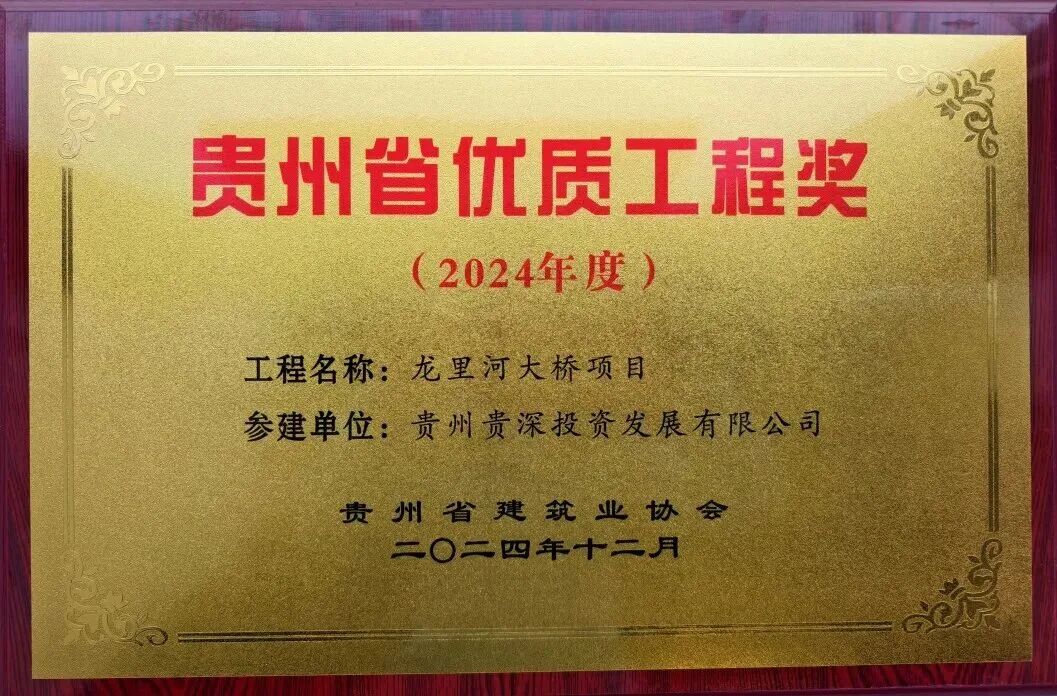 贵州省优质工程奖
（2024年度）
工程名称：龙里河大桥项目
参建单位：贵州贵深投资发展有限公司
贵州省建筑业协会
二〇二四年十二月